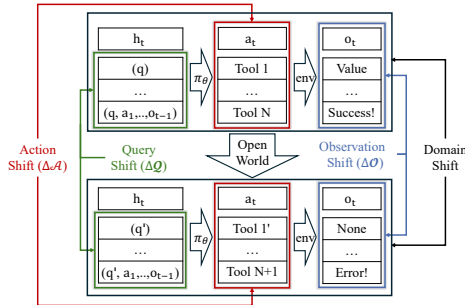 h_t a_t o_t
(q) π_θ Tool 1 env Value
... ... ...
(q, a_1,..,o_{t-1}) Tool N Success!
Action Shift (Δ𝒜)
Query Shift (Δ𝒬)
Open World
Observation Shift (Δ𝒪)
Domain Shift
h_t a_t o_t
(q') π_θ Tool 1' env None
... ... ...
(q', a_1,..,o_{t-1}) Tool N+1 Error!